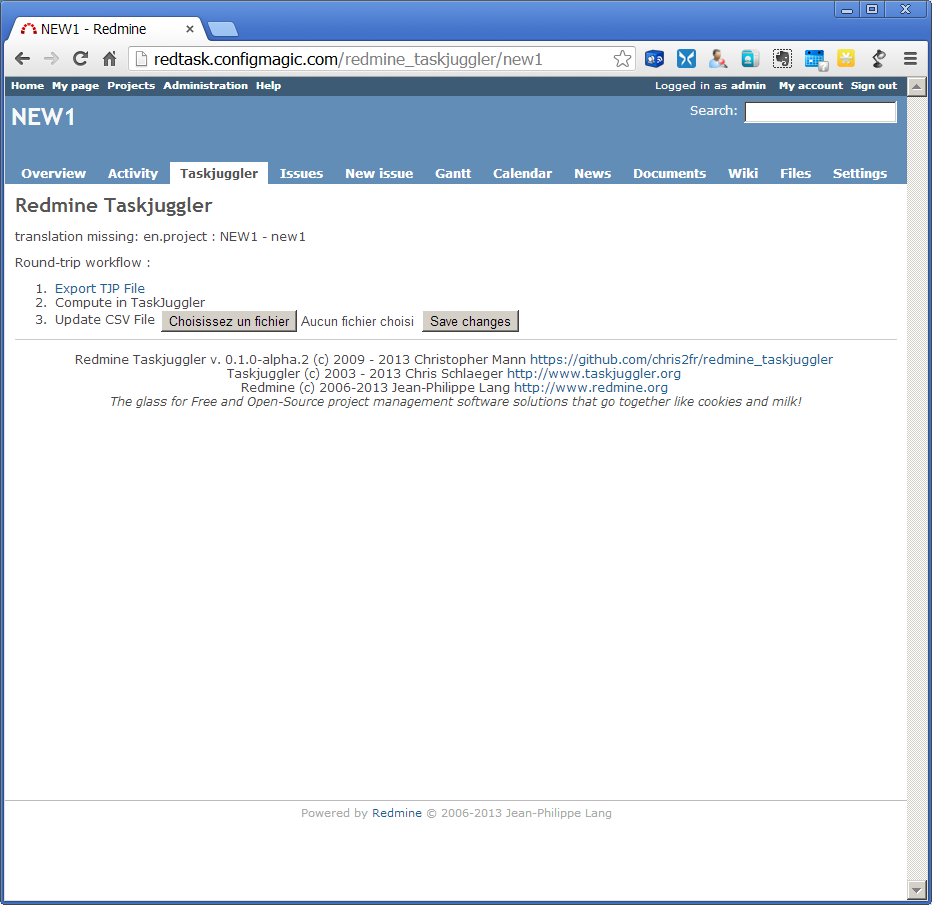 NEW1 - Redmine
redtask.configmagic.com/redmine_taskjuggler/new1
Home My page Projects Administration Help Logged in as admin My account Sign out
NEW1 Search:
Overview Activity Taskjuggler Issues New issue Gantt Calendar News Documents Wiki Files Settings
Redmine Taskjuggler
translation missing: en.project : NEW1 - new1
Round-trip workflow :
1. Export TJP File
2. Compute in TaskJuggler
3. Update CSV File Choisissez un fichier Aucun fichier choisi Save changes
Redmine Taskjuggler v. 0.1.0-alpha.2 (c) 2009 - 2013 Christopher Mann https://github.com/chris2fr/redmine_taskjuggler
Taskjuggler (c) 2003 - 2013 Chris Schlaeger http://www.taskjuggler.org
Redmine (c) 2006-2013 Jean-Philippe Lang http://www.redmine.org
The glass for Free and Open-Source project management software solutions that go together like cookies and milk!
Powered by Redmine © 2006-2013 Jean-Philippe Lang